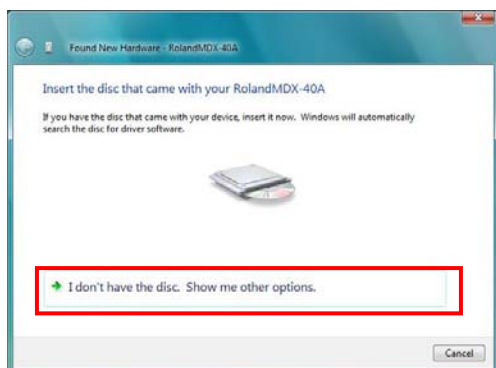 Found New Hardware - RolandMDX-40A
Insert the disc that came with your RolandMDX-40A
If you have the disc that came with your device, insert it now. Windows will automatically
search the disc for driver software.
I don't have the disc. Show me other options.
Cancel